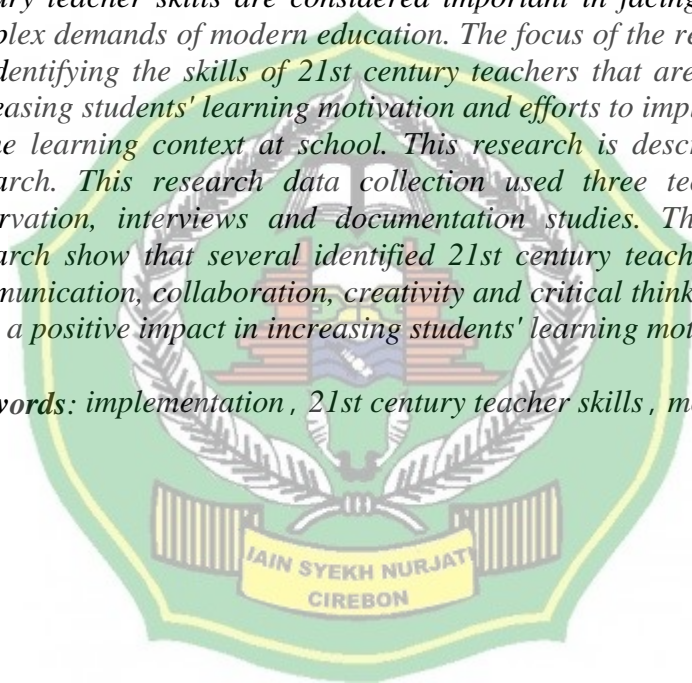 ury teacher skills are considered important in facing
plex demands of modern education. The focus of the re
dentifying the skills of 21st century teachers that are
easing students' learning motivation and efforts to impl
e learning context at school. This research is descr
arch. This research data collection used three te
rvation, interviews and documentation studies. Th
arch show that several identified 21st century teach
munication, collaboration, creativity and critical think
a positive impact in increasing students' learning mot
words: implementation , 21st century teacher skills , m
IAIN SYEKH NURJATI
CIREBON